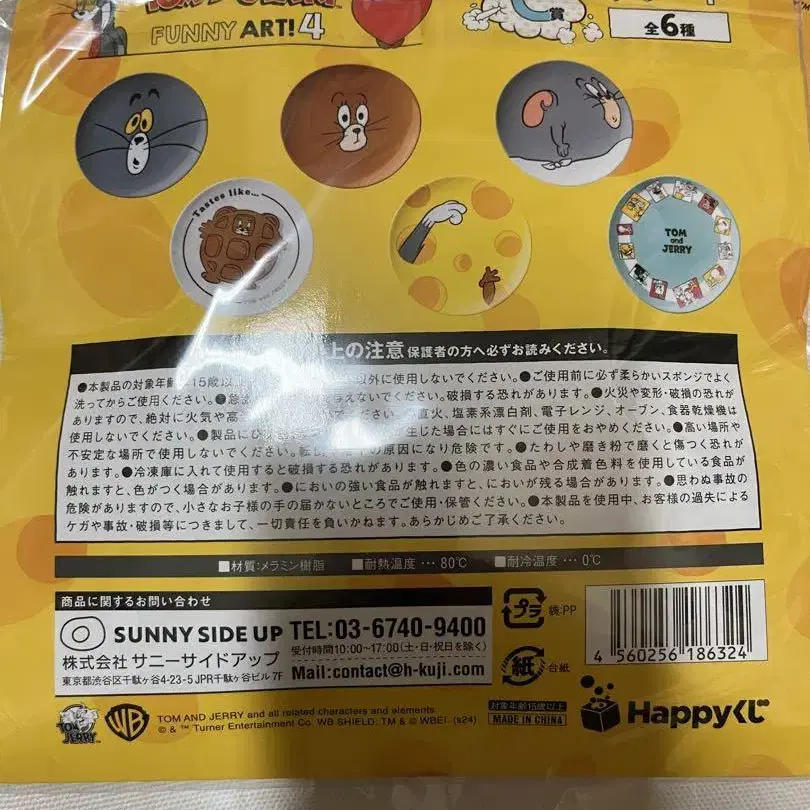 FUNNY ART! 4
C賞
全6種
Tastes like...
TOM and JERRY
上の注意 保護者の方へ必ずお読みください。
●本製品の対象年齢 15歳以上 以外に使用しないでください。●ご使用前に必ず柔らかいスポンジでよく
洗ってからご使用ください。 えないでください。破損する恐れがあります。●火災や変形・破損の恐れが
ありますので、絶対に火気や高 直火、塩素系漂白剤、電子レンジ、オーブン、食器乾燥機は
使用しないでください。●製品にひ 生じた場合にはすぐにご使用をおやめください。●高い場所や
不安定な場所で使用しないでください。 の原因になり危険です。●たわしや磨き粉で磨くと傷つく恐れが
あります。●冷凍庫に入れて使用すると破損する恐れがあります。●色の濃い食品や合成着色料を使用している食品が
触れますと、色がつく場合があります。●においの強い食品が触れますと、においが残る場合があります。●思わぬ事故の
危険がありますので、小さなお子様の手の届かないところでご使用・保管ください。●本製品を使用中、お客様の過失による
ケガや事故・破損等につきまして、一切責任を負いかねます。あらかじめご了承ください。
■材質:メラミン樹脂 ■耐熱温度…80℃ ■耐冷温度…0℃
商品に関するお問い合わせ
SUNNY SIDE UP
株式会社 サニーサイドアップ
東京都渋谷区千駄ヶ谷4-23-5 JPR千駄ヶ谷ビル 7F
TEL:03-6740-9400
受付時間10:00~17:00(土・日・祝日を除く)
Mail:contact@h-kuji.com
プラ 袋:PP
紙 台紙
4 560256 186324
TOM and JERRY
WB
TOM AND JERRY and all related characters and elements
© & ™ Turner Entertainment Co. WB SHIELD: TM & © WBEI. (s24)
対象年齢15歳以上
MADE IN CHINA
Happyくじ